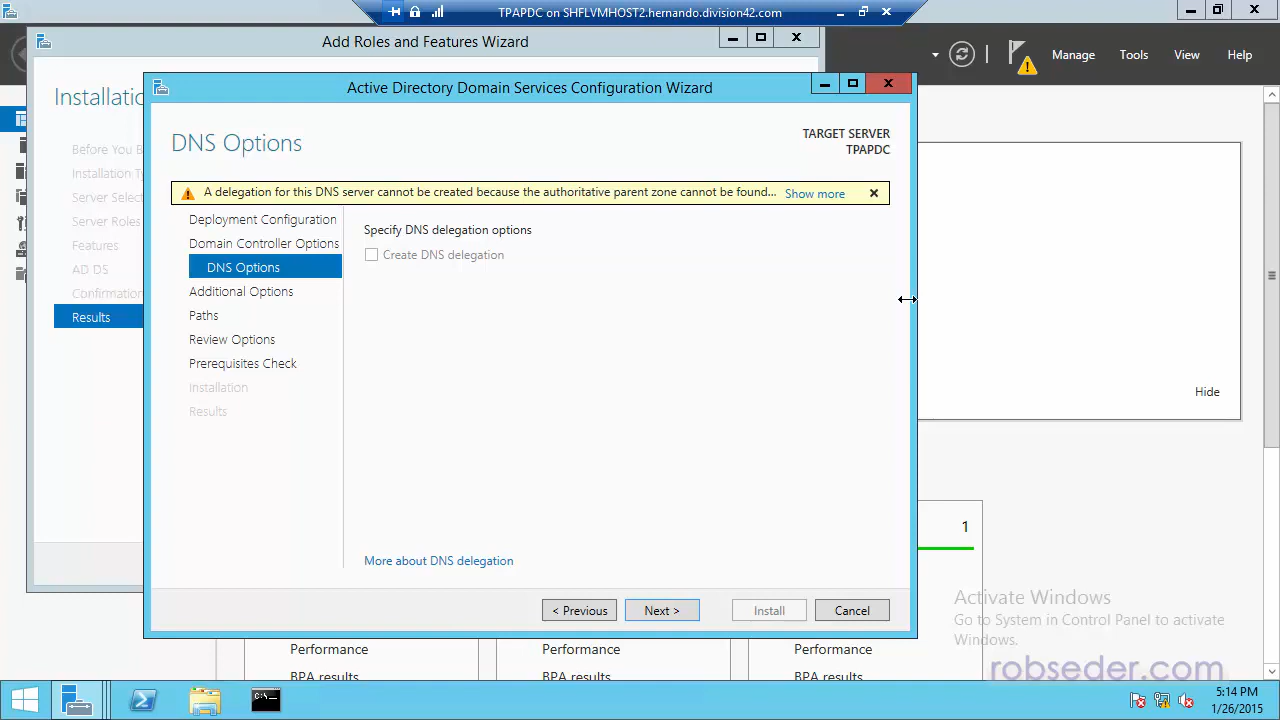 TPAPDC on SHFLVMHOST2.hernando.division42.com
Add Roles and Features Wizard
Manage
Tools
View
Help
Active Directory Domain Services Configuration Wizard
DNS Options
TARGET SERVER
TPAPDC
A delegation for this DNS server cannot be created because the authoritative parent zone cannot be found... Show more
Before You B
Installation Ty
Server Select
Server Roles
Features
AD DS
Confirmation
Results
Deployment Configuration
Domain Controller Options
DNS Options
Additional Options
Paths
Review Options
Prerequisites Check
Installation
Results
Specify DNS delegation options
Create DNS delegation
More about DNS delegation
< Previous
Next >
Install
Cancel
Installatio
Hide
1
Activate Windows
Go to System in Control Panel to activate
Windows.
Performance
Performance
Performance
BPA results
BPA results
BPA results
robseder.com
C:\_
5:14 PM
1/26/2015